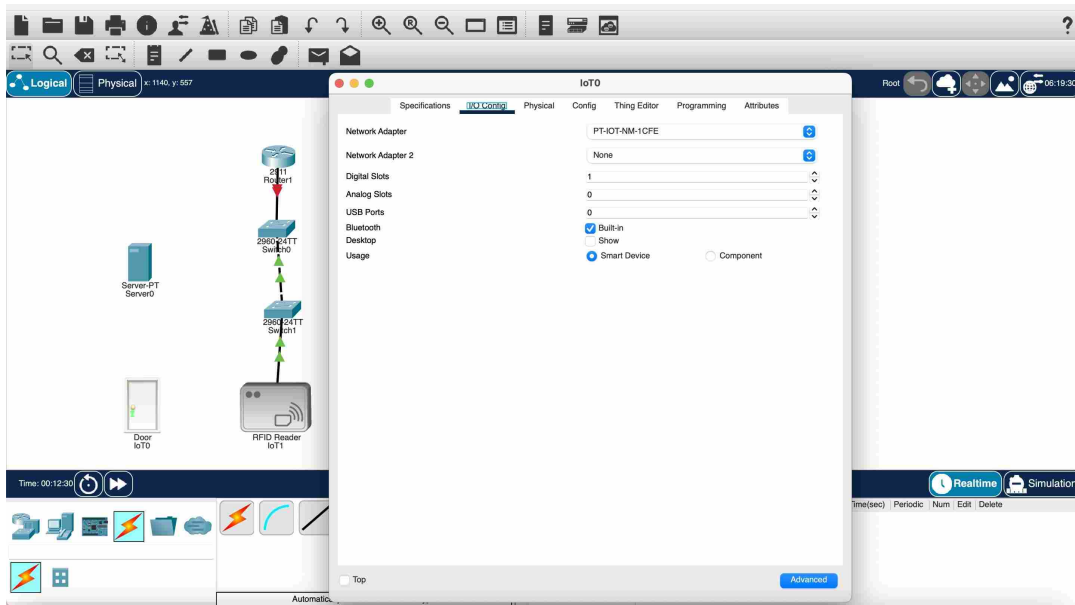 ?
Logical Physical x: 1140, y: 557 IoT0 Root 06:19:30
Specifications I/O Config Physical Config Thing Editor Programming Attributes
Network Adapter PT-IOT-NM-1CFE
Network Adapter 2 None
Digital Slots 1
Analog Slots 0
USB Ports 0
Bluetooth Built-in
Desktop Show
Usage Smart Device Component
2911
Router1
2960-24TT
Switch0
Server-PT
Server0
2960-24TT
Switch1
Door
IoT0
RFID Reader
IoT1
Time: 00:12:30 Realtime Simulation
Time(sec) Periodic Num Edit Delete
Top Advanced